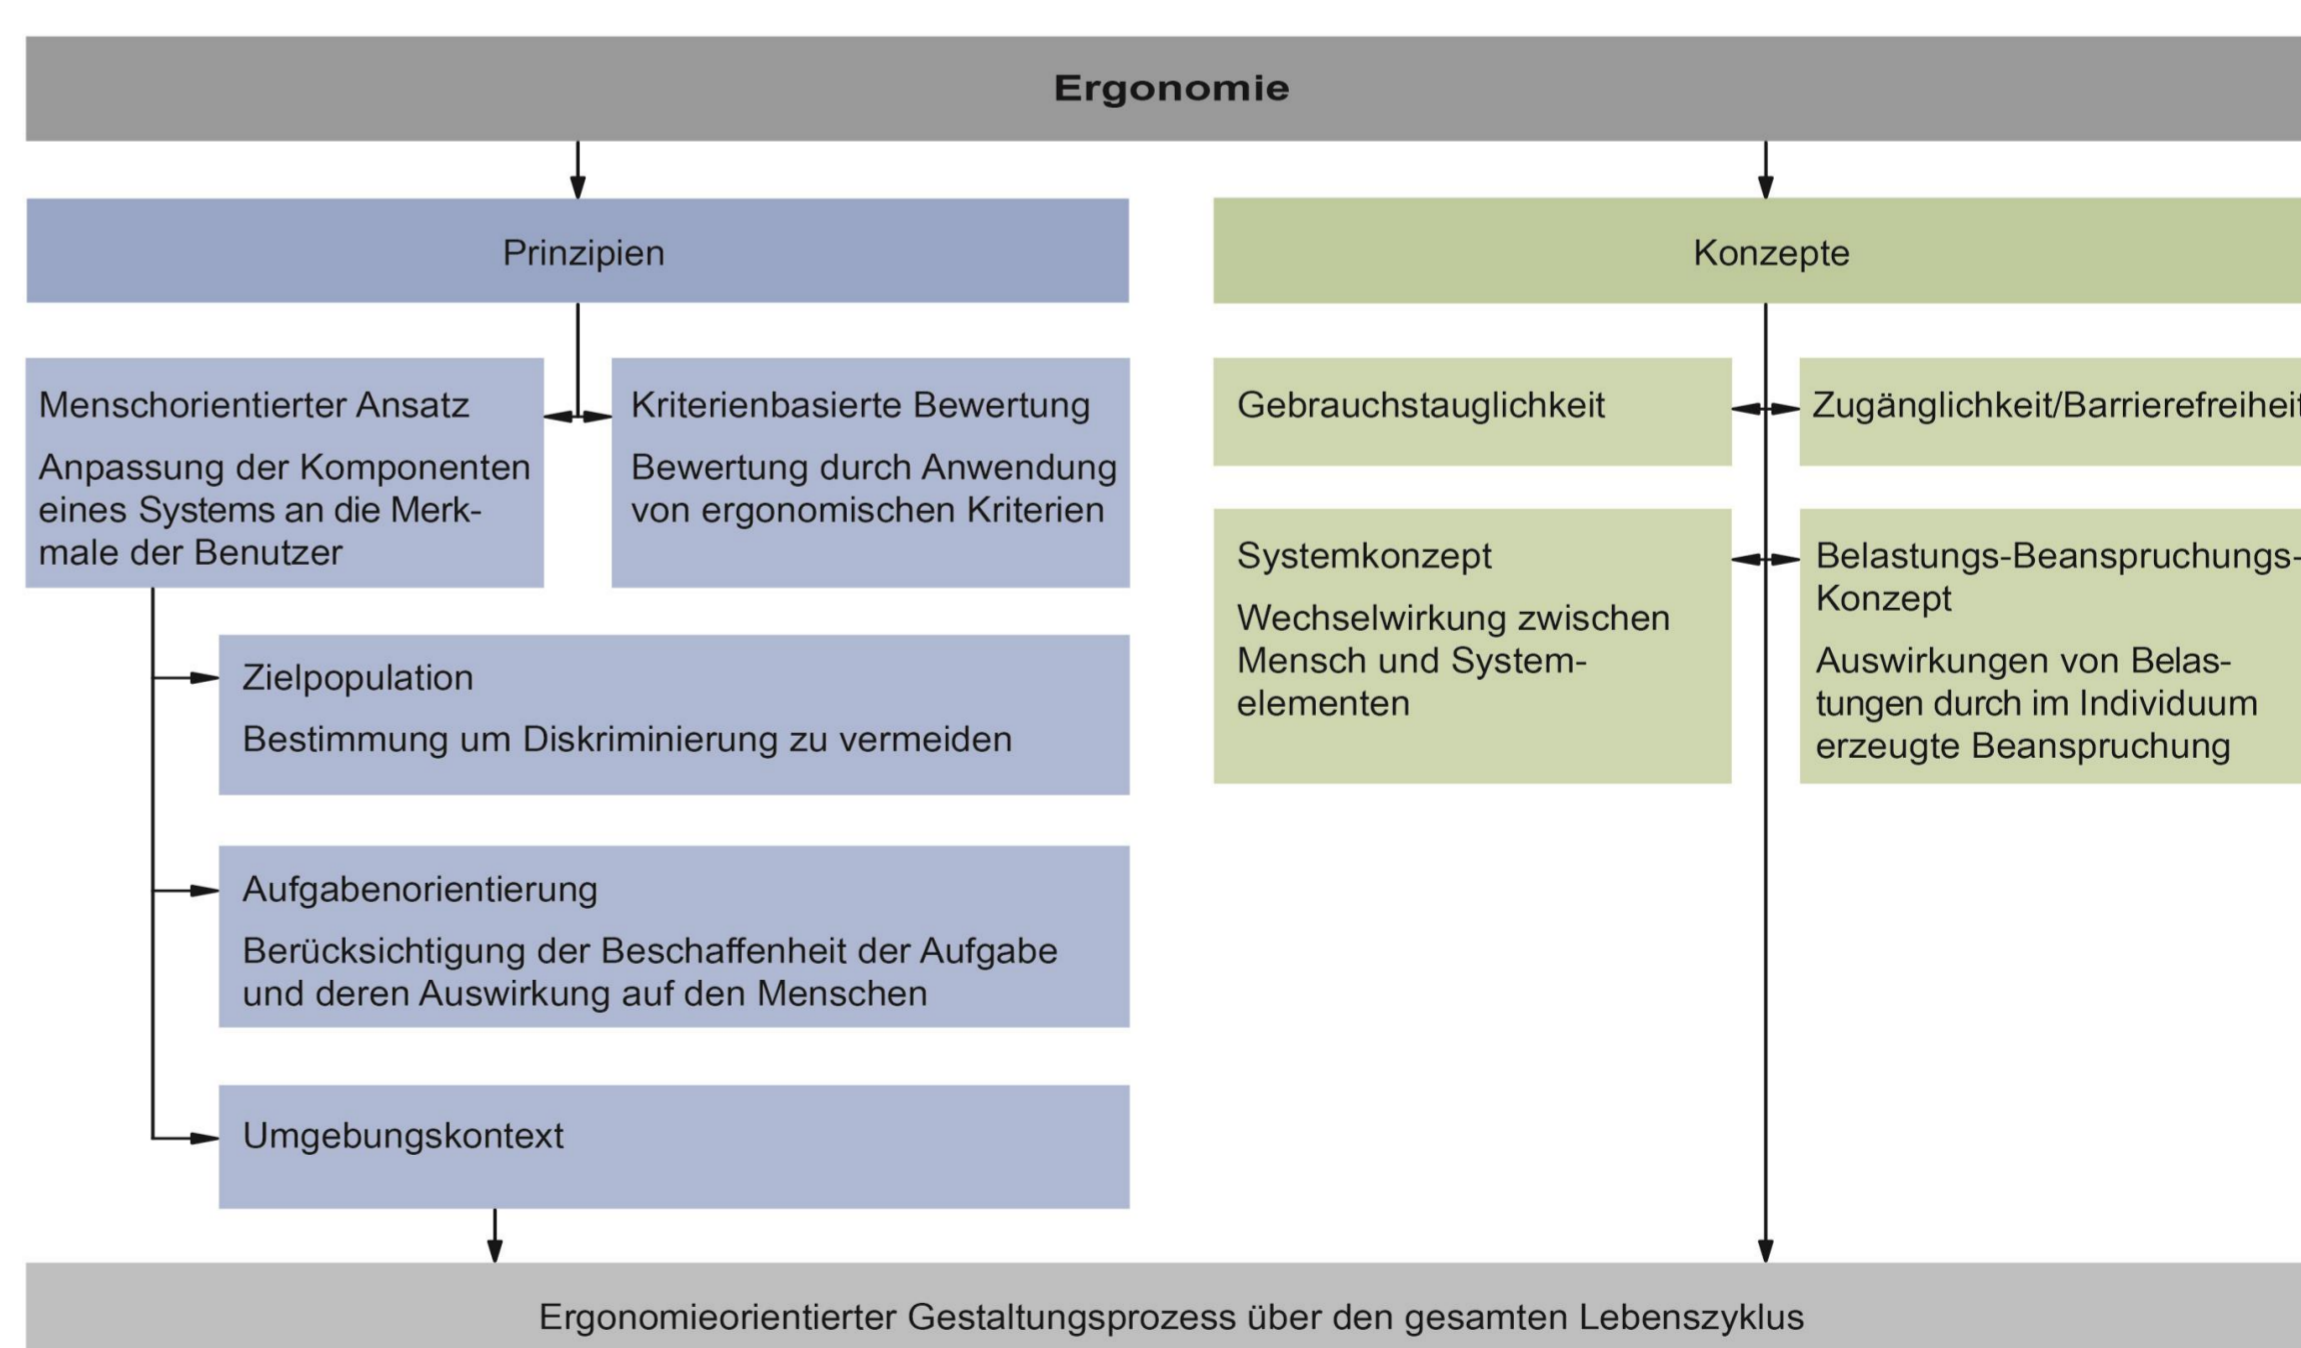 Ergonomie
Prinzipien
Konzepte
Menschorientierter Ansatz
Anpassung der Komponenten
eines Systems an die Merk-
male der Benutzer
Kriterienbasierte Bewertung
Bewertung durch Anwendung
von ergonomischen Kriterien
Zielpopulation
Bestimmung um Diskriminierung zu vermeiden
Aufgabenorientierung
Berücksichtigung der Beschaffenheit der Aufgabe
und deren Auswirkung auf den Menschen
Umgebungskontext
Gebrauchstauglichkeit
Zugänglichkeit/Barrierefreiheit
Systemkonzept
Wechselwirkung zwischen
Mensch und System-
elementen
Belastungs-Beanspruchungs-
Konzept
Auswirkungen von Belas-
tungen durch im Individuum
erzeugte Beanspruchung
Ergonomieorientierter Gestaltungsprozess über den gesamten Lebenszyklus